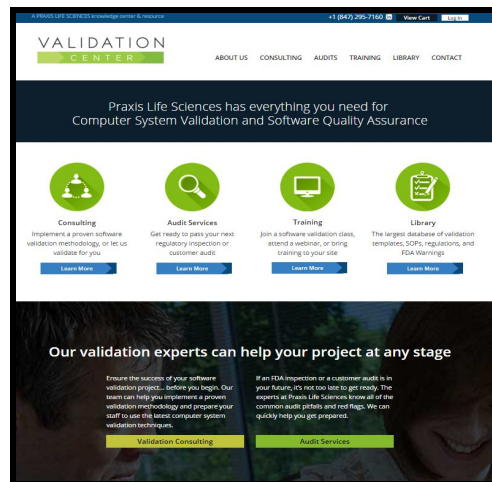 A PRAXIS LIFE SCIENCES knowledge center & resource
+1 (847) 295-7160 in View Cart Log In
VALIDATION
CENTER
ABOUT US CONSULTING AUDITS TRAINING LIBRARY CONTACT
Praxis Life Sciences has everything you need for
Computer System Validation and Software Quality Assurance
Consulting
Implement a proven software
validation methodology, or let us
validate for you
Learn More
Audit Services
Get ready to pass your next
regulatory inspection or
customer audit
Learn More
Training
Join a software validation class,
attend a webinar, or bring
training to your site
Learn More
Library
The largest database of validation
templates, SOPs, regulations, and
FDA Warnings
Learn More
Our validation experts can help your project at any stage
Ensure the success of your software
validation project... before you begin. Our
team can help you implement a proven
validation methodology and prepare your
staff to use the latest computer system
validation techniques.
Validation Consulting
If an FDA inspection or a customer audit is in
your future, it's not too late to get ready. The
experts at Praxis Life Sciences know all of the
common audit pitfalls and red flags. We can
quickly help you get prepared.
Audit Services